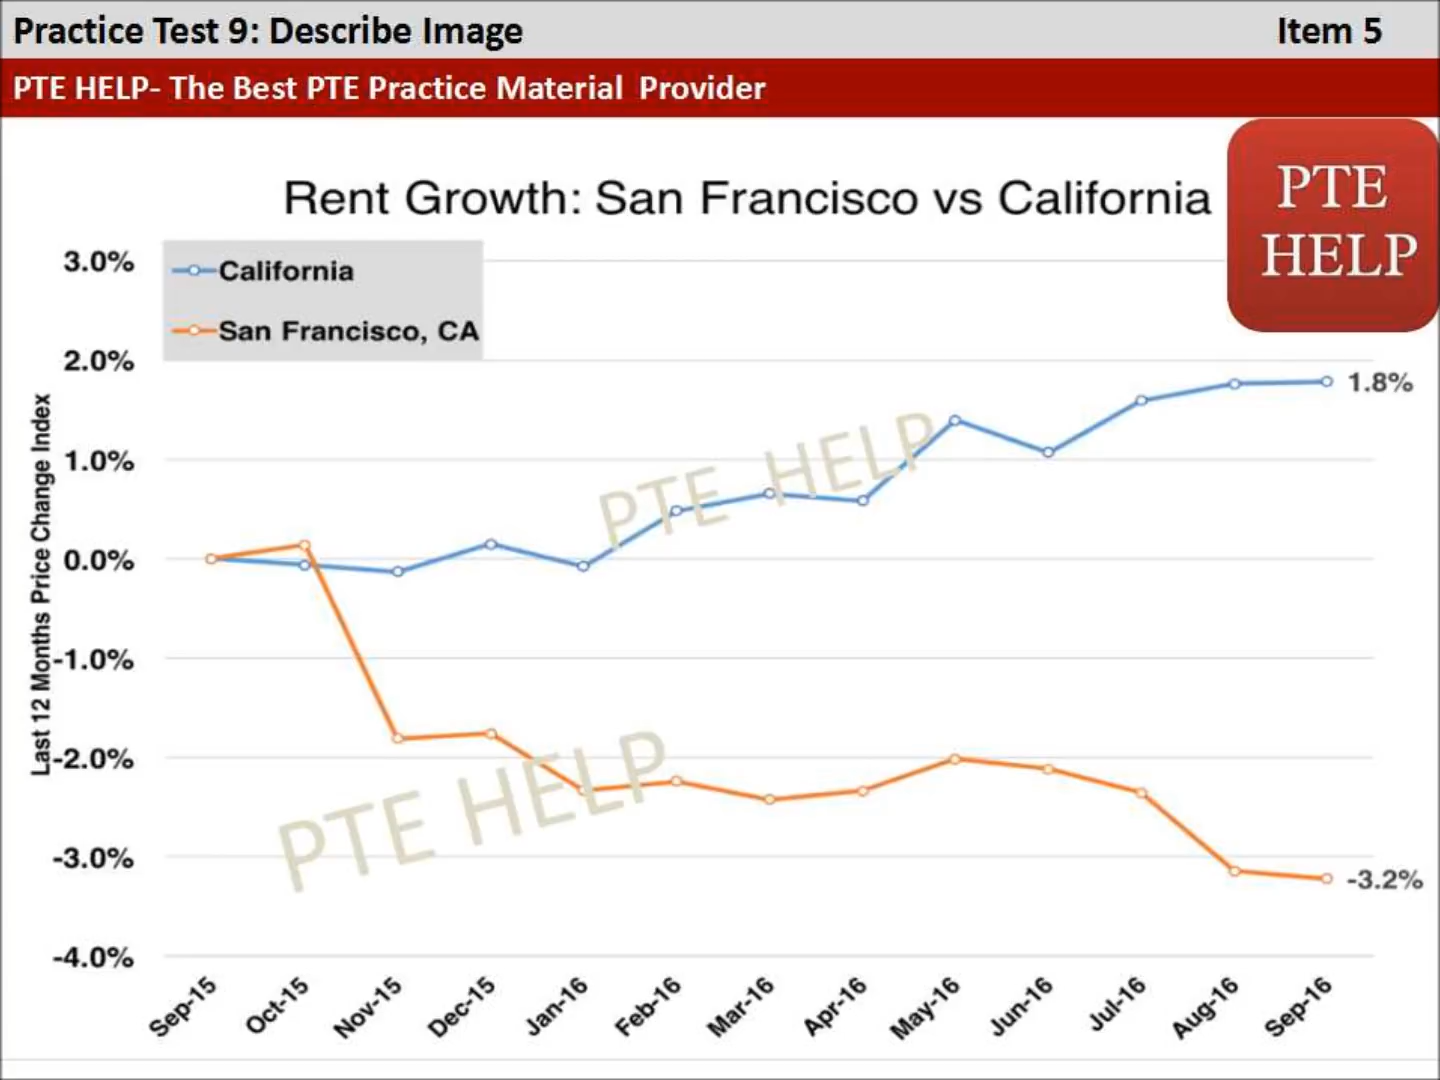 Practice Test 9: Describe Image
Item 5
PTE HELP- The Best PTE Practice Material Provider
PTE
HELP
Rent Growth: San Francisco vs California
California
San Francisco, CA
Last 12 Months Price Change Index
3.0%
2.0%
1.0%
0.0%
-1.0%
-2.0%
-3.0%
-4.0%
1.8%
-3.2%
PTE HELP
PTE HELP
Sep-15
Oct-15
Nov-15
Dec-15
Jan-16
Feb-16
Mar-16
Apr-16
May-16
Jun-16
Jul-16
Aug-16
Sep-16